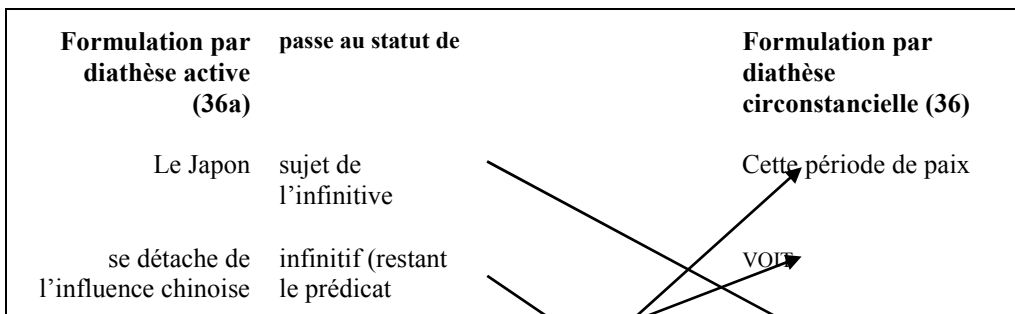 Formulation par passe au statut de Formulation par
diathèse active diathèse
(36a) circonstancielle (36)
Le Japon sujet de Cette période de paix
l’infinitive
se détache de infinitif (restant VOIT
l’influence chinoise le prédicat